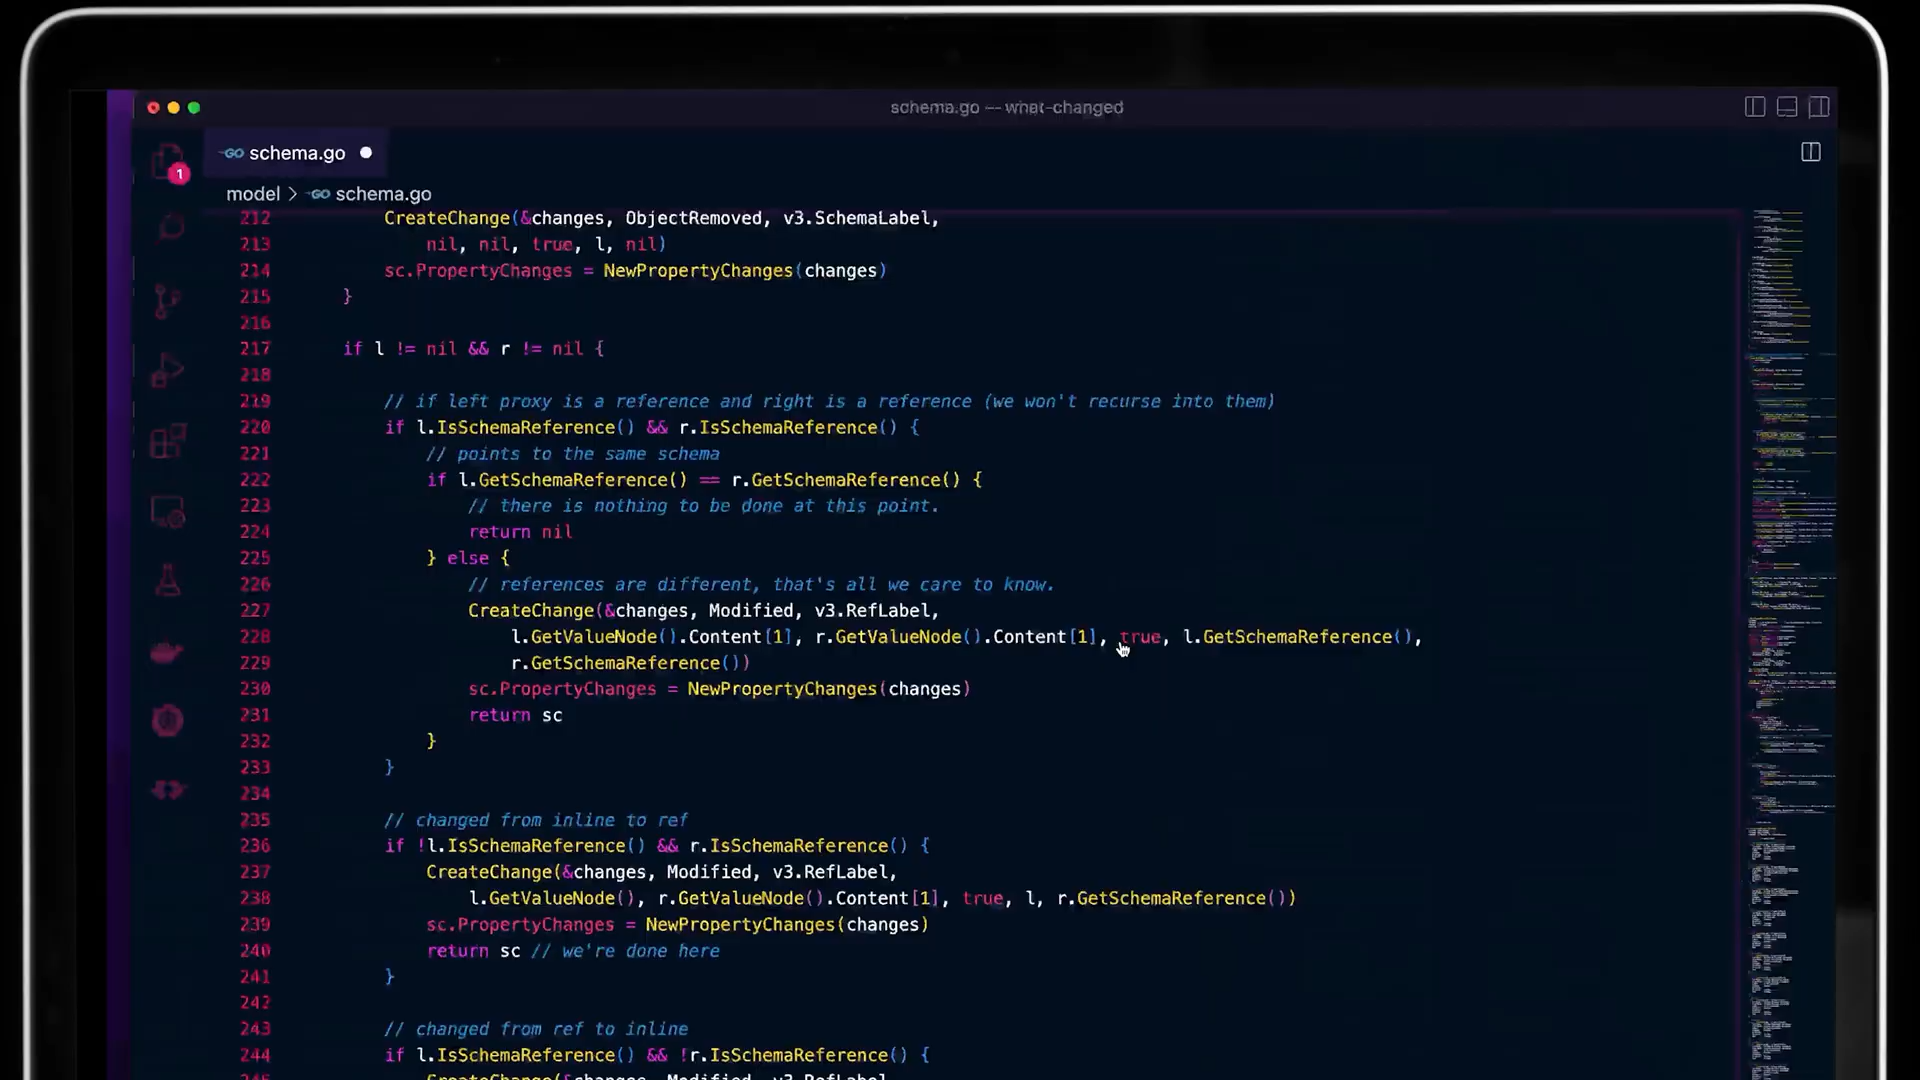 schema.go — what-changed
GO schema.go
1
model > GO schema.go
212 CreateChange(&changes, ObjectRemoved, v3.SchemaLabel,
213 nil, nil, true, l, nil)
214 sc.PropertyChanges = NewPropertyChanges(changes)
215 }
216
217 if l != nil && r != nil {
218
219 // if left proxy is a reference and right is a reference (we won't recurse into them)
220 if l.IsSchemaReference() && r.IsSchemaReference() {
221 // points to the same schema
222 if l.GetSchemaReference() == r.GetSchemaReference() {
223 // there is nothing to be done at this point.
224 return nil
225 } else {
226 // references are different, that's all we care to know.
227 CreateChange(&changes, Modified, v3.RefLabel,
228 l.GetValueNode().Content[1], r.GetValueNode().Content[1], true, l.GetSchemaReference(),
229 r.GetSchemaReference())
230 sc.PropertyChanges = NewPropertyChanges(changes)
231 return sc
232 }
233 }
234
235 // changed from inline to ref
236 if !l.IsSchemaReference() && r.IsSchemaReference() {
237 CreateChange(&changes, Modified, v3.RefLabel,
238 l.GetValueNode(), r.GetValueNode().Content[1], true, l, r.GetSchemaReference())
239 sc.PropertyChanges = NewPropertyChanges(changes)
240 return sc // we're done here
241 }
242
243 // changed from ref to inline
244 if l.IsSchemaReference() && !r.IsSchemaReference() {
245 CreateChange(&changes, Modified, v3.RefLabel,